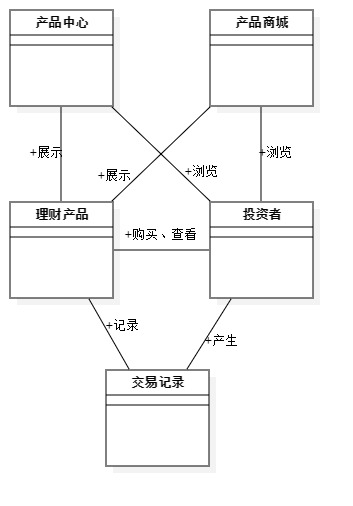 产品中心
产品商城
+展示
+浏览
+展示
+浏览
理财产品
投资者
+购买、查看
+记录
+产生
交易记录